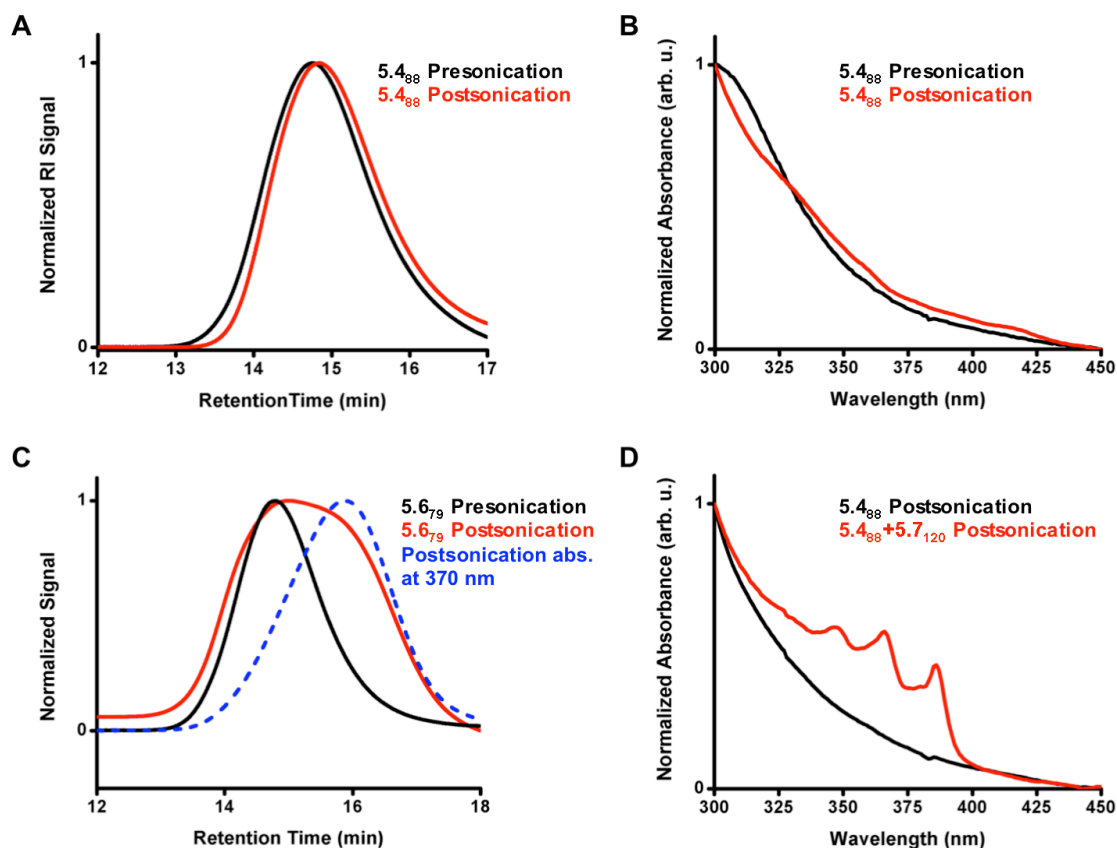 A
Normalized RI Signal
1
0
5.4₈₈ Presonication
5.4₈₈ Postsonication
12 13 14 15 16 17
RetentionTime (min)
B
Normalized Absorbance (arb. u.)
1
0
5.4₈₈ Presonication
5.4₈₈ Postsonication
300 325 350 375 400 425 450
Wavelength (nm)
C
Normalized Signal
1
0
5.6₇₉ Presonication
5.6₇₉ Postsonication
Postsonication abs.
at 370 nm
12 14 16 18
Retention Time (min)
D
Normalized Absorbance (arb. u.)
1
0
5.4₈₈ Postsonication
5.4₈₈+5.7₁₂₀ Postsonication
300 325 350 375 400 425 450
Wavelength (nm)